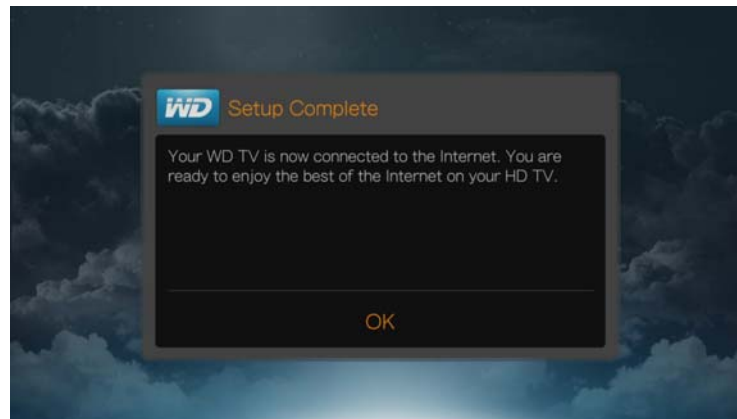 WD Setup Complete
Your WD TV is now connected to the Internet. You are
ready to enjoy the best of the Internet on your HD TV.
OK